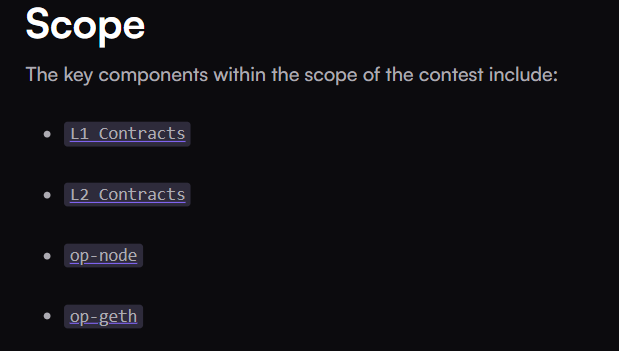 Scope
The key components within the scope of the contest include:
L1 Contracts
L2 Contracts
op-node
op-geth